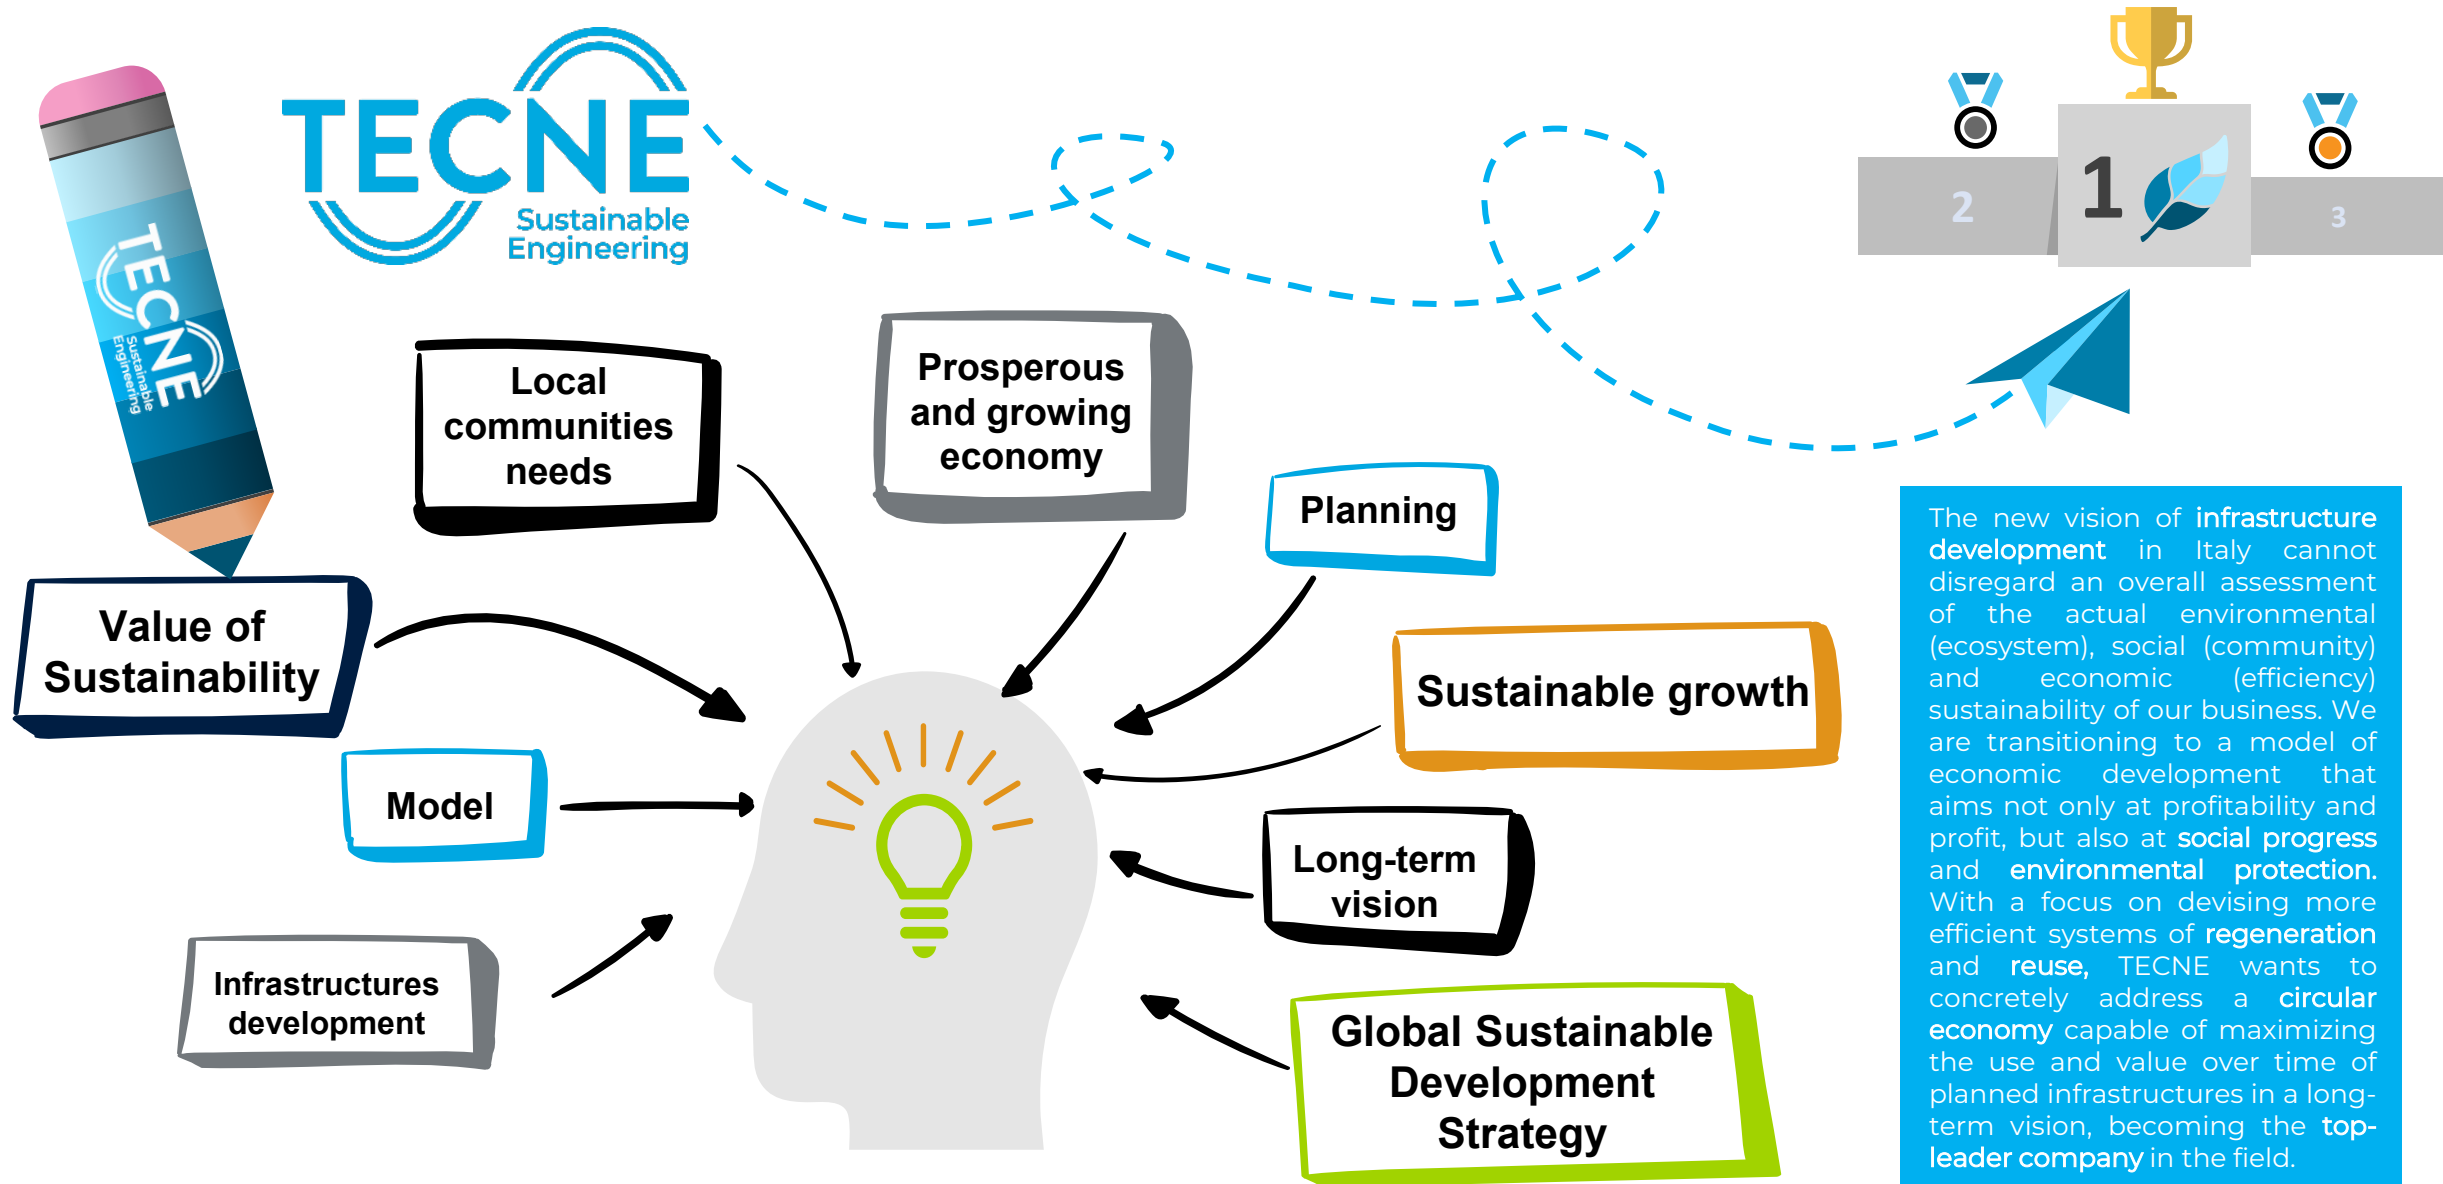 TECNE
Sustainable
Engineering
TECNE
Sustainable
Engineering
2
1
3
Local
communities
needs
Prosperous
and growing
economy
Planning
Value of
Sustainability
Sustainable growth
Model
Long-term
vision
Infrastructures
development
Global Sustainable
Development
Strategy
The new vision of infrastructure
development in Italy cannot
disregard an overall assessment
of the actual environmental
(ecosystem), social (community)
and economic (efficiency)
sustainability of our business. We
are transitioning to a model of
economic development that
aims not only at profitability and
profit, but also at social progress
and environmental protection.
With a focus on devising more
efficient systems of regeneration
and reuse, TECNE wants to
concretely address a circular
economy capable of maximizing
the use and value over time of
planned infrastructures in a long-
term vision, becoming the top-
leader company in the field.